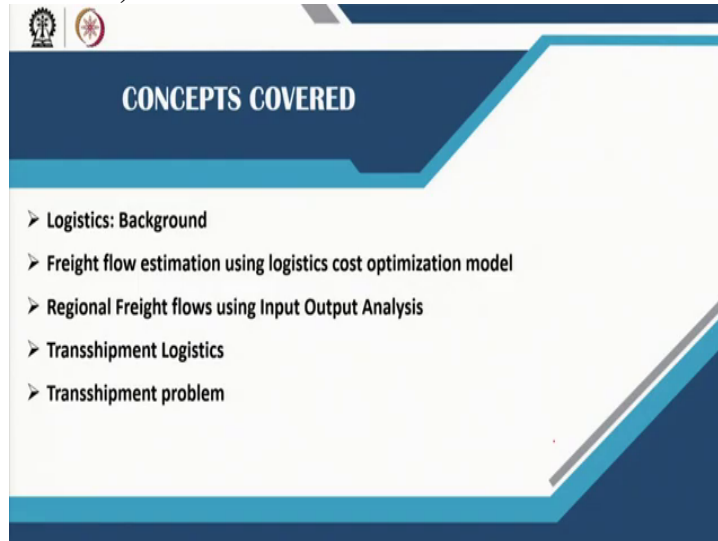 CONCEPTS COVERED
➤ Logistics: Background
➤ Freight flow estimation using logistics cost optimization model
➤ Regional Freight flows using Input Output Analysis
➤ Transshipment Logistics
➤ Transshipment problem